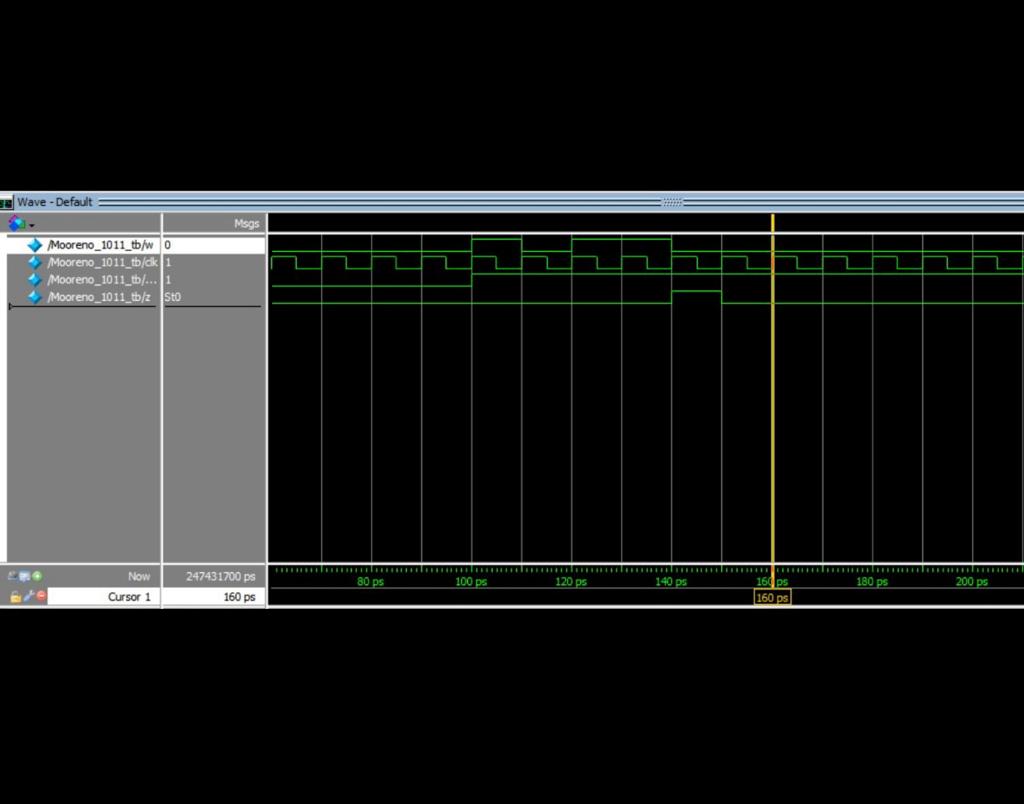 Wave - Default
Msgs
/Mooreno_1011_tb/w 0
/Mooreno_1011_tb/clk 1
/Mooreno_1011_tb/... 1
/Mooreno_1011_tb/z St0
Now 247431700 ps
80 ps 100 ps 120 ps 140 ps 160 ps 180 ps 200 ps
Cursor 1 160 ps
160 ps